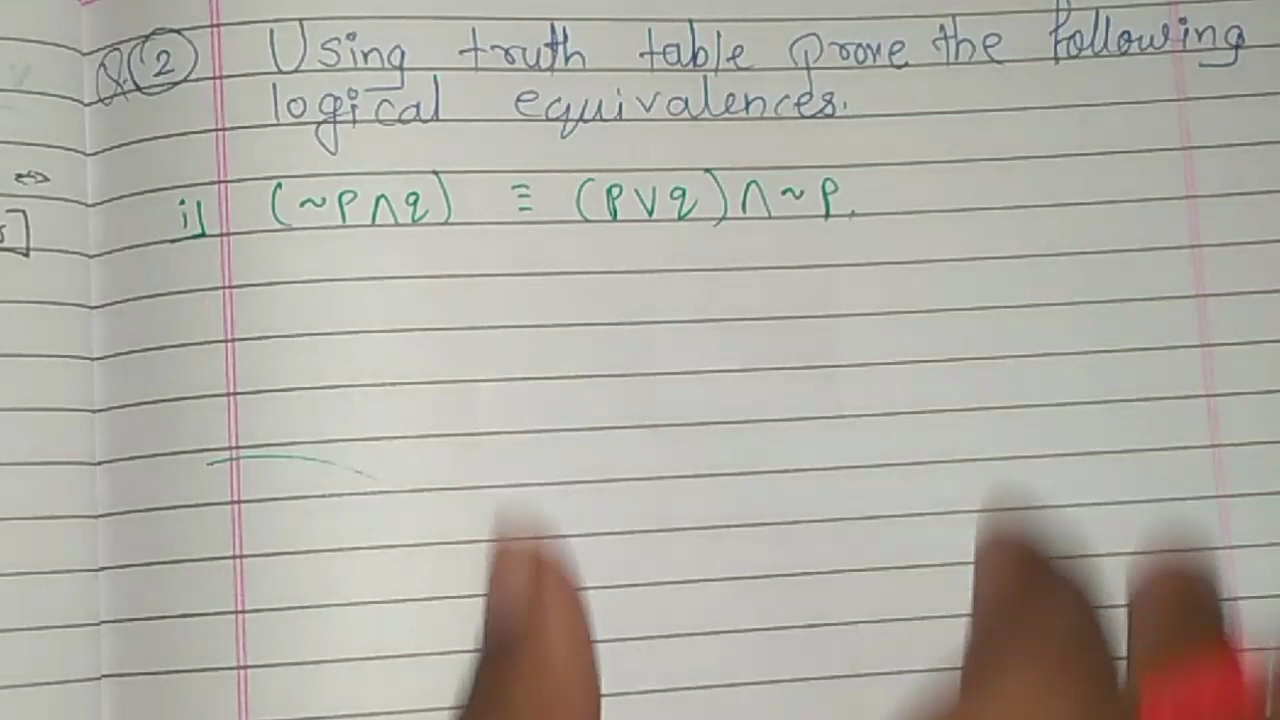 Q.(2) Using truth table prove the following
logical equivalences.
i] (~p∧q) ≡ (p∨q)∧~p.
↔
]